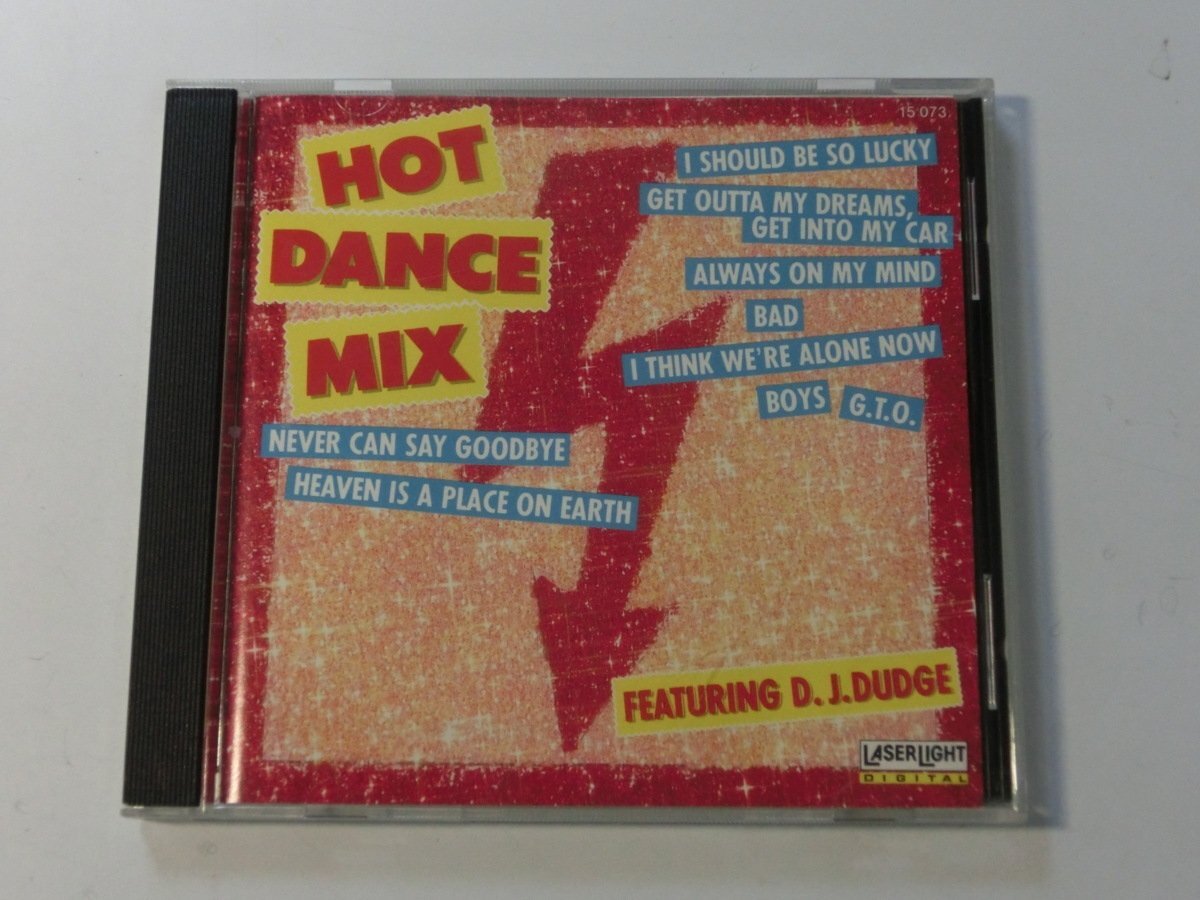 15 073
HOT
DANCE
MIX
I SHOULD BE SO LUCKY
GET OUTTA MY DREAMS,
GET INTO MY CAR
ALWAYS ON MY MIND
BAD
I THINK WE'RE ALONE NOW
BOYS G.T.O.
NEVER CAN SAY GOODBYE
HEAVEN IS A PLACE ON EARTH
FEATURING D. J. DUDGE
LASERLIGHT
DIGITAL